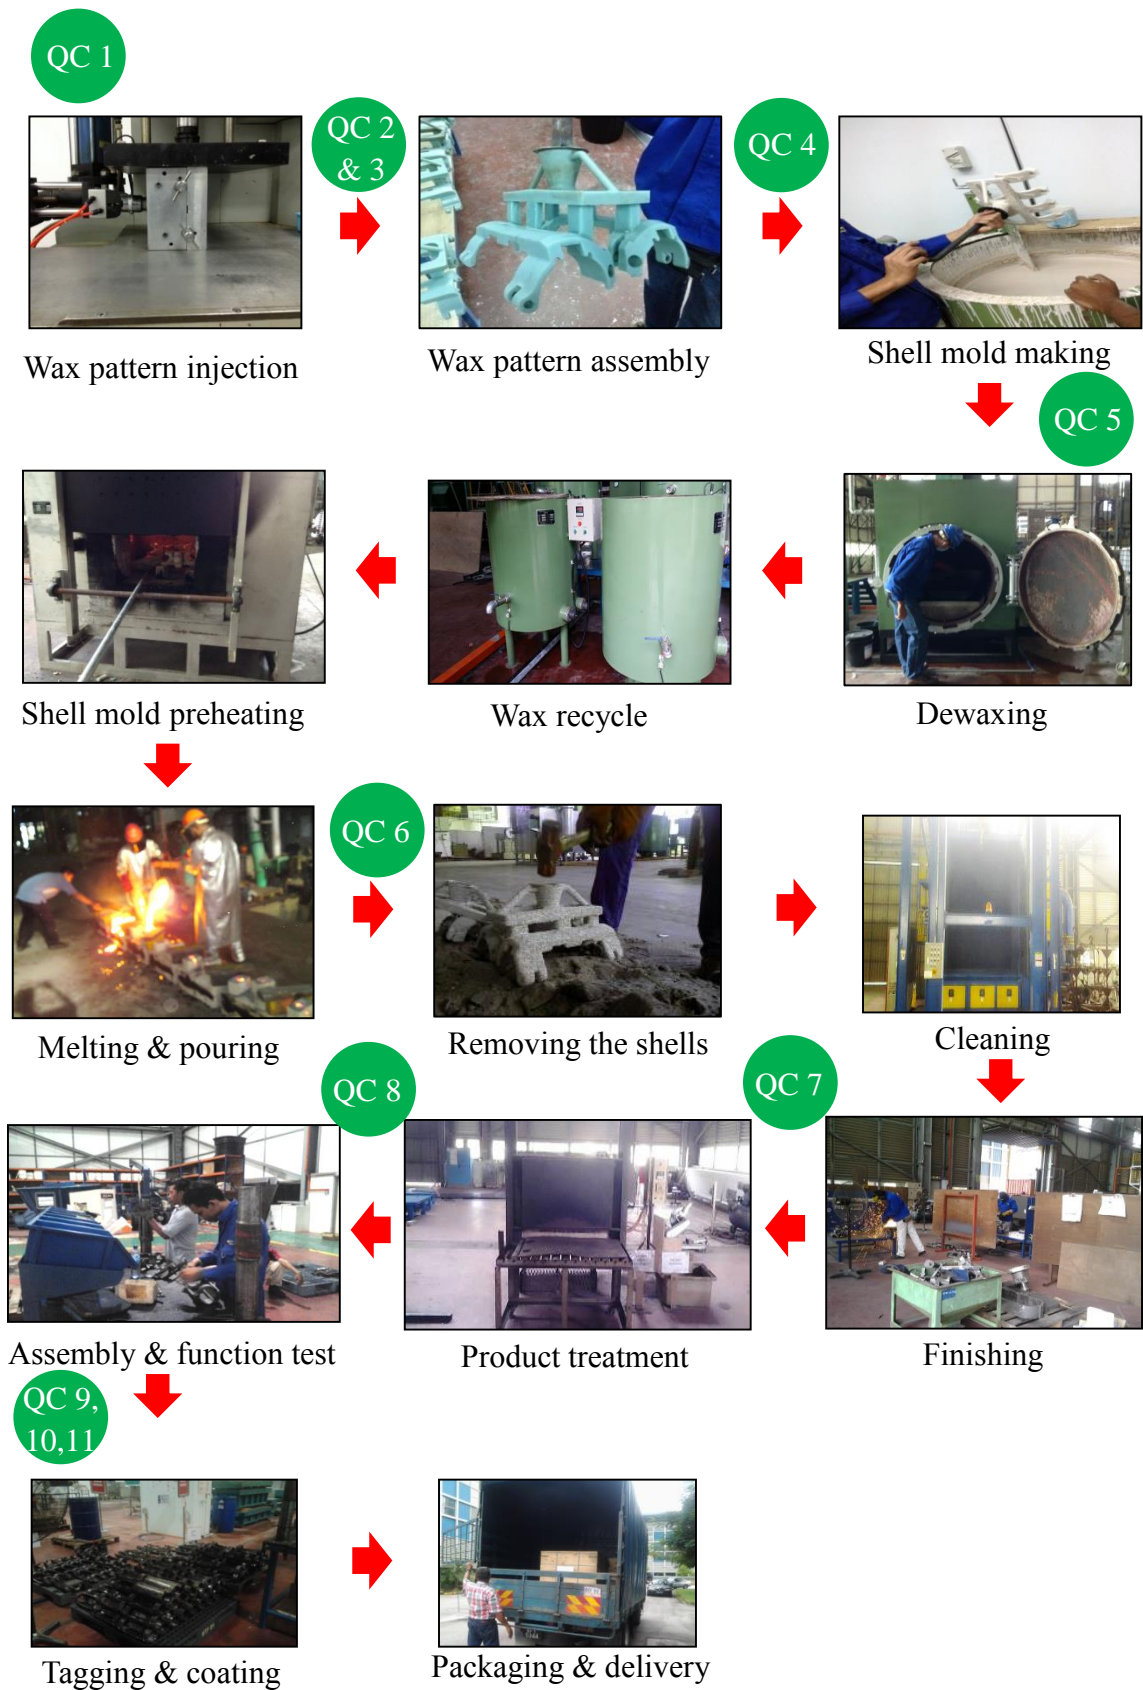 QC 1
QC 2
& 3
QC 4
Wax pattern injection
Wax pattern assembly
Shell mold making
QC 5
Shell mold preheating
Wax recycle
Dewaxing
QC 6
Melting & pouring
Removing the shells
Cleaning
QC 8
QC 7
Assembly & function test
Product treatment
Finishing
QC 9,
10,11
Tagging & coating
Packaging & delivery